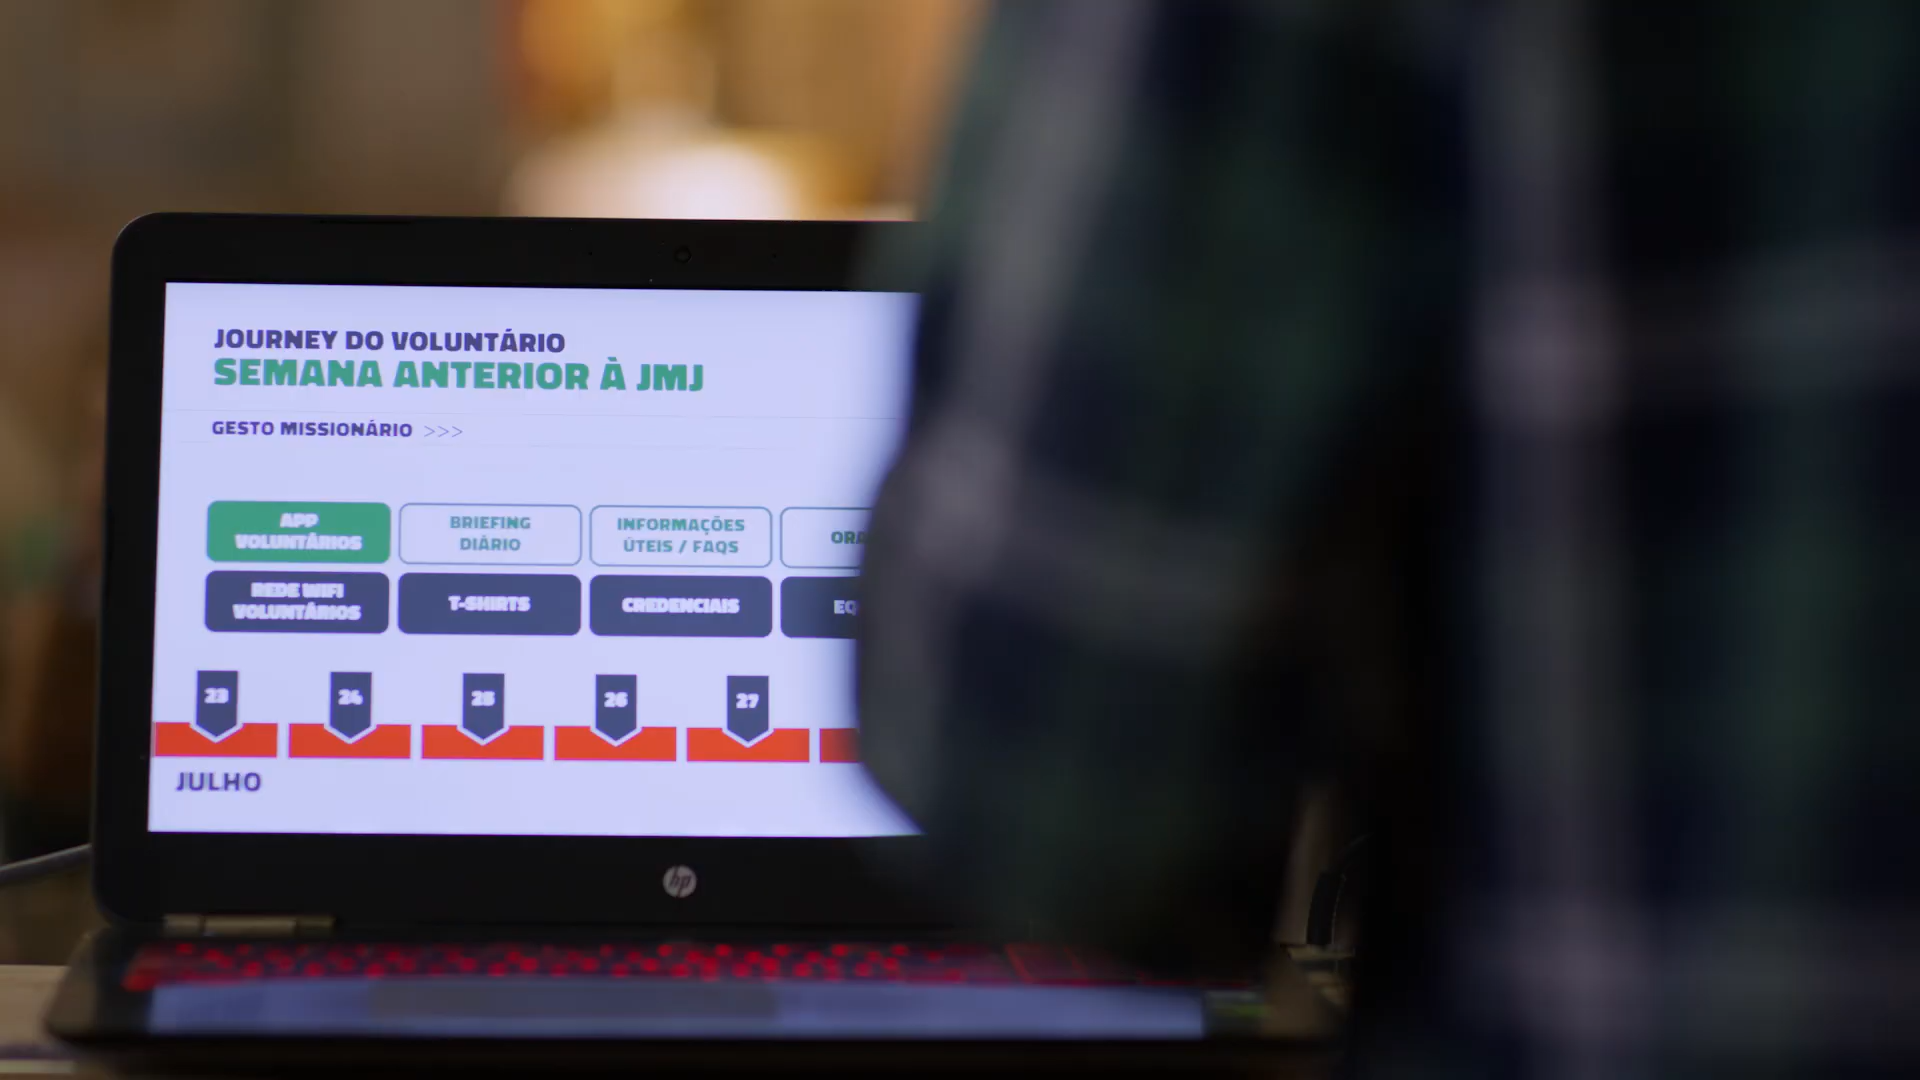 JOURNEY DO VOLUNTÁRIO
SEMANA ANTERIOR À JMJ
GESTO MISSIONÁRIO >>>
APP
VOLUNTÁRIOS
BRIEFING
DIÁRIO
INFORMAÇÕES
ÚTEIS / FAQS
REDE WIFI
VOLUNTÁRIOS
T-SHIRTS
CREDENCIAIS
23 24 25 26 27
JULHO
hp